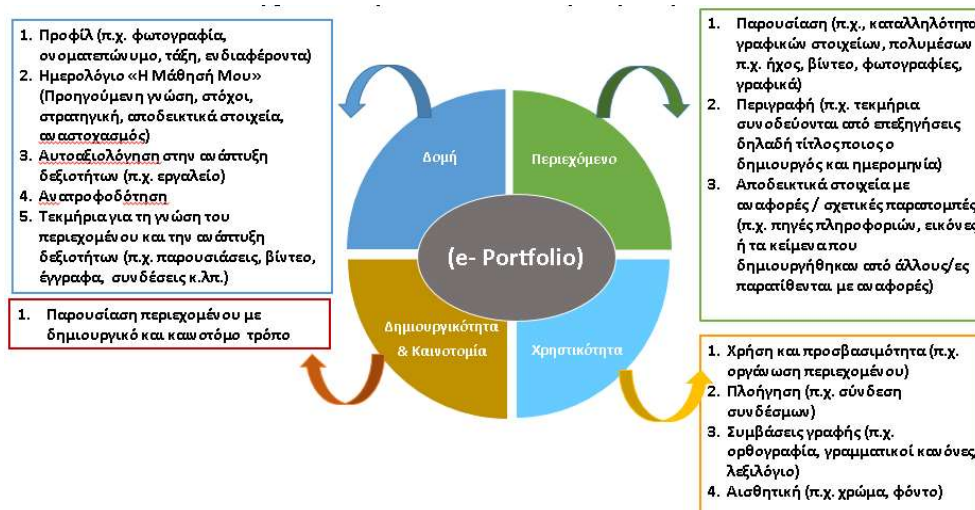 1. Προφίλ (π.χ. φωτογραφία,
ονοματεπώνυμο, τάξη, ενδιαφέροντα)
2. Ημερολόγιο «Η Μάθησή Μου»
(Προηγούμενη γνώση, στόχοι,
στρατηγική, αποδεικτικά στοιχεία,
αναστοχασμός)
3. Αυτοαξιολόγηση στην ανάπτυξη
δεξιοτήτων (π.χ. εργαλείο)
4. Ανατροφοδότηση
5. Τεκμήρια για τη γνώση του
περιεχομένου και την ανάπτυξη
δεξιοτήτων (π.χ. παρουσιάσεις, βίντεο,
έγγραφα, συνδέσεις κ.λπ.)
1. Παρουσίαση περιεχομένου με
δημιουργικό και καινοτόμο τρόπο
Δομή
Περιεχόμενο
(e- Portfolio)
Δημιουργικότητα
& Καινοτομία
Χρηστικότητα
1. Παρουσίαση (π.χ., καταλληλότητα
γραφικών στοιχείων, πολυμέσων
π.χ. ήχος, βίντεο, φωτογραφίες,
γραφικά)
2. Περιγραφή (π.χ. τεκμήρια
συνοδεύονται από επεξηγήσεις
δηλαδή τίτλος ποιος ο
δημιουργός και ημερομηνία)
3. Αποδεικτικά στοιχεία με
αναφορές / σχετικές παραπομπές
(π.χ. πηγές πληροφοριών, εικόνες
ή τα κείμενα που
δημιουργήθηκαν από άλλους/ες
παρατίθενται με αναφορές)
1. Χρήση και προσβασιμότητα (π.χ.
οργάνωση περιεχομένου)
2. Πλοήγηση (π.χ. σύνδεση
συνδέσμων)
3. Συμβάσεις γραφής (π.χ.
ορθογραφία, γραμματικοί κανόνες,
λεξιλόγιο)
4. Αισθητική (π.χ. χρώμα, φόντο)